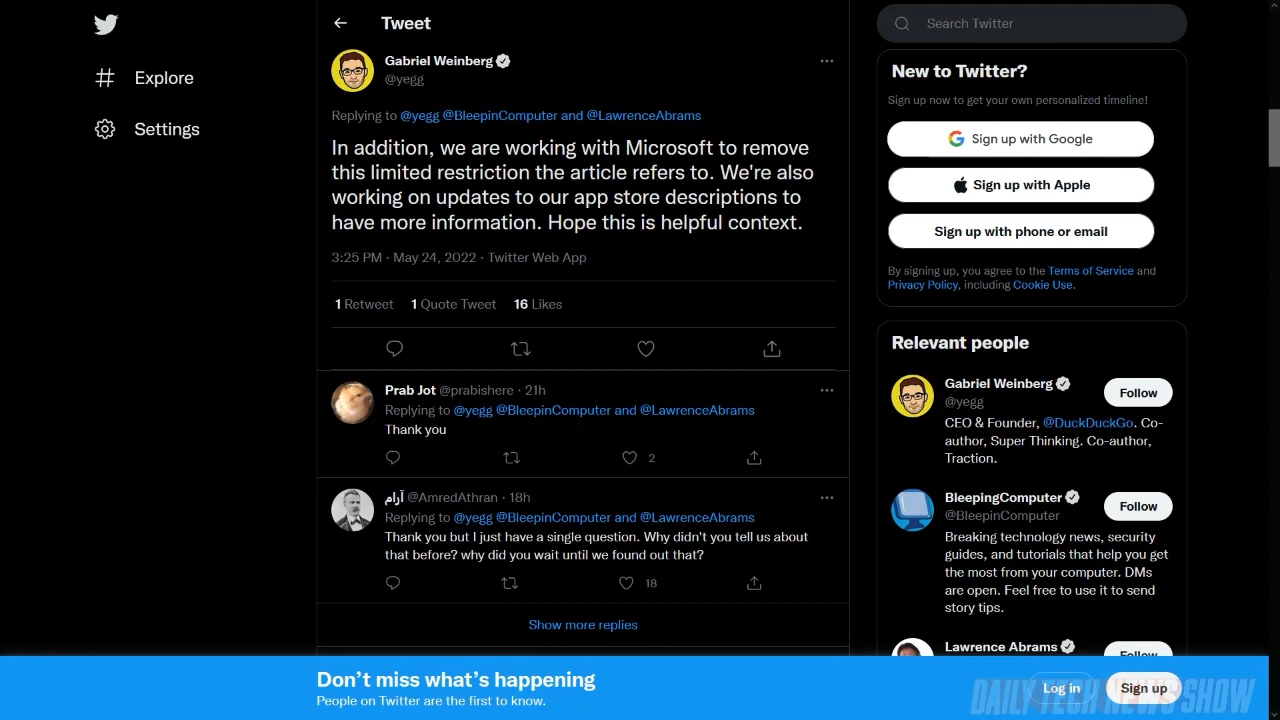 Explore
Settings
Tweet
Gabriel Weinberg
@yegg
Replying to @yegg @BleepinComputer and @LawrenceAbrams
In addition, we are working with Microsoft to remove
this limited restriction the article refers to. We're also
working on updates to our app store descriptions to
have more information. Hope this is helpful context.
3:25 PM · May 24, 2022 · Twitter Web App
1 Retweet 1 Quote Tweet 16 Likes
Prab Jot @prabishere · 21h
Replying to @yegg @BleepinComputer and @LawrenceAbrams
Thank you
2
آرام @AmredAthran · 18h
Replying to @yegg @BleepinComputer and @LawrenceAbrams
Thank you but I just have a single question. Why didn't you tell us about
that before? why did you wait until we found out that?
18
Show more replies
Search Twitter
New to Twitter?
Sign up now to get your own personalized timeline!
Sign up with Google
Sign up with Apple
Sign up with phone or email
By signing up, you agree to the Terms of Service and
Privacy Policy, including Cookie Use.
Relevant people
Gabriel Weinberg
@yegg
Follow
CEO & Founder, @DuckDuckGo. Co-
author, Super Thinking. Co-author,
Traction.
BleepingComputer
@BleepinComputer
Follow
Breaking technology news, security
guides, and tutorials that help you get
the most from your computer. DMs
are open. Feel free to use it to send
story tips.
Lawrence Abrams
Follow
Don't miss what's happening
People on Twitter are the first to know.
Log in
Sign up
DAILY TECH NEWS SHOW